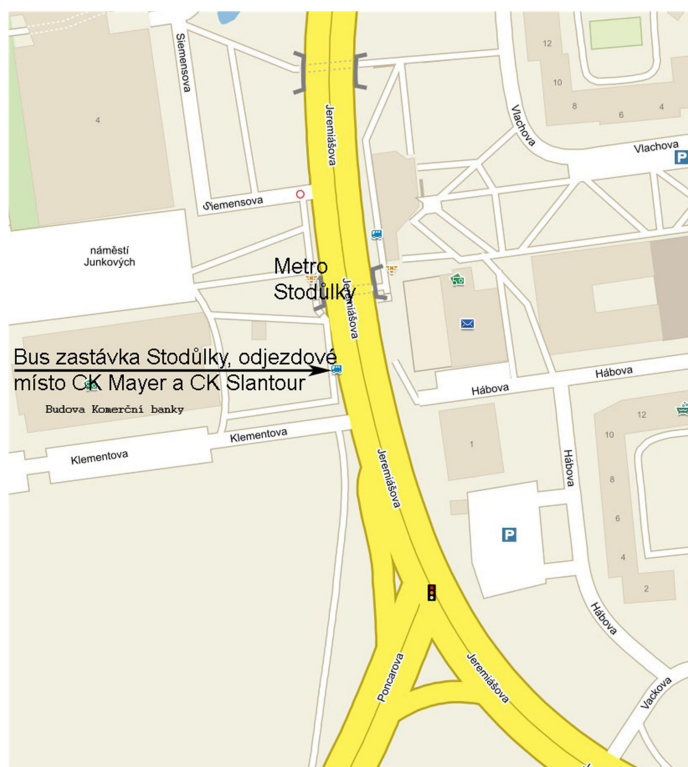 Siemensova
4
Siemensova
náměstí
Junkových
Jeremiášova
12
10
8
6
4
Vlachova
Vlachova
P
Metro
Stodůlky
Jeremiášova
Bus zastávka Stodůlky, odjezdové
místo CK Mayer a CK Slantour
Budova Komerční banky
Klementova
Klementova
Hábova
Hábova
1
Hábova
12
10
8
6
4
2
P
Jeremiášova
Hábova
Poncarova
Jeremiášova
Vackova